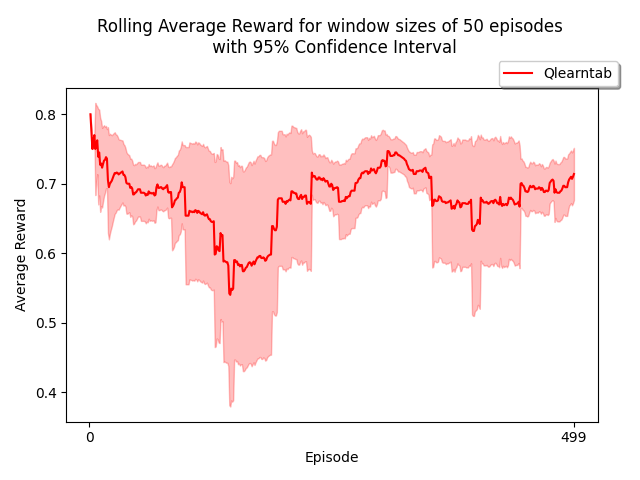 Rolling Average Reward for window sizes of 50 episodes
with 95% Confidence Interval
Qlearntab
0.8
0.7
0.6
0.5
0.4
Average Reward
0
499
Episode